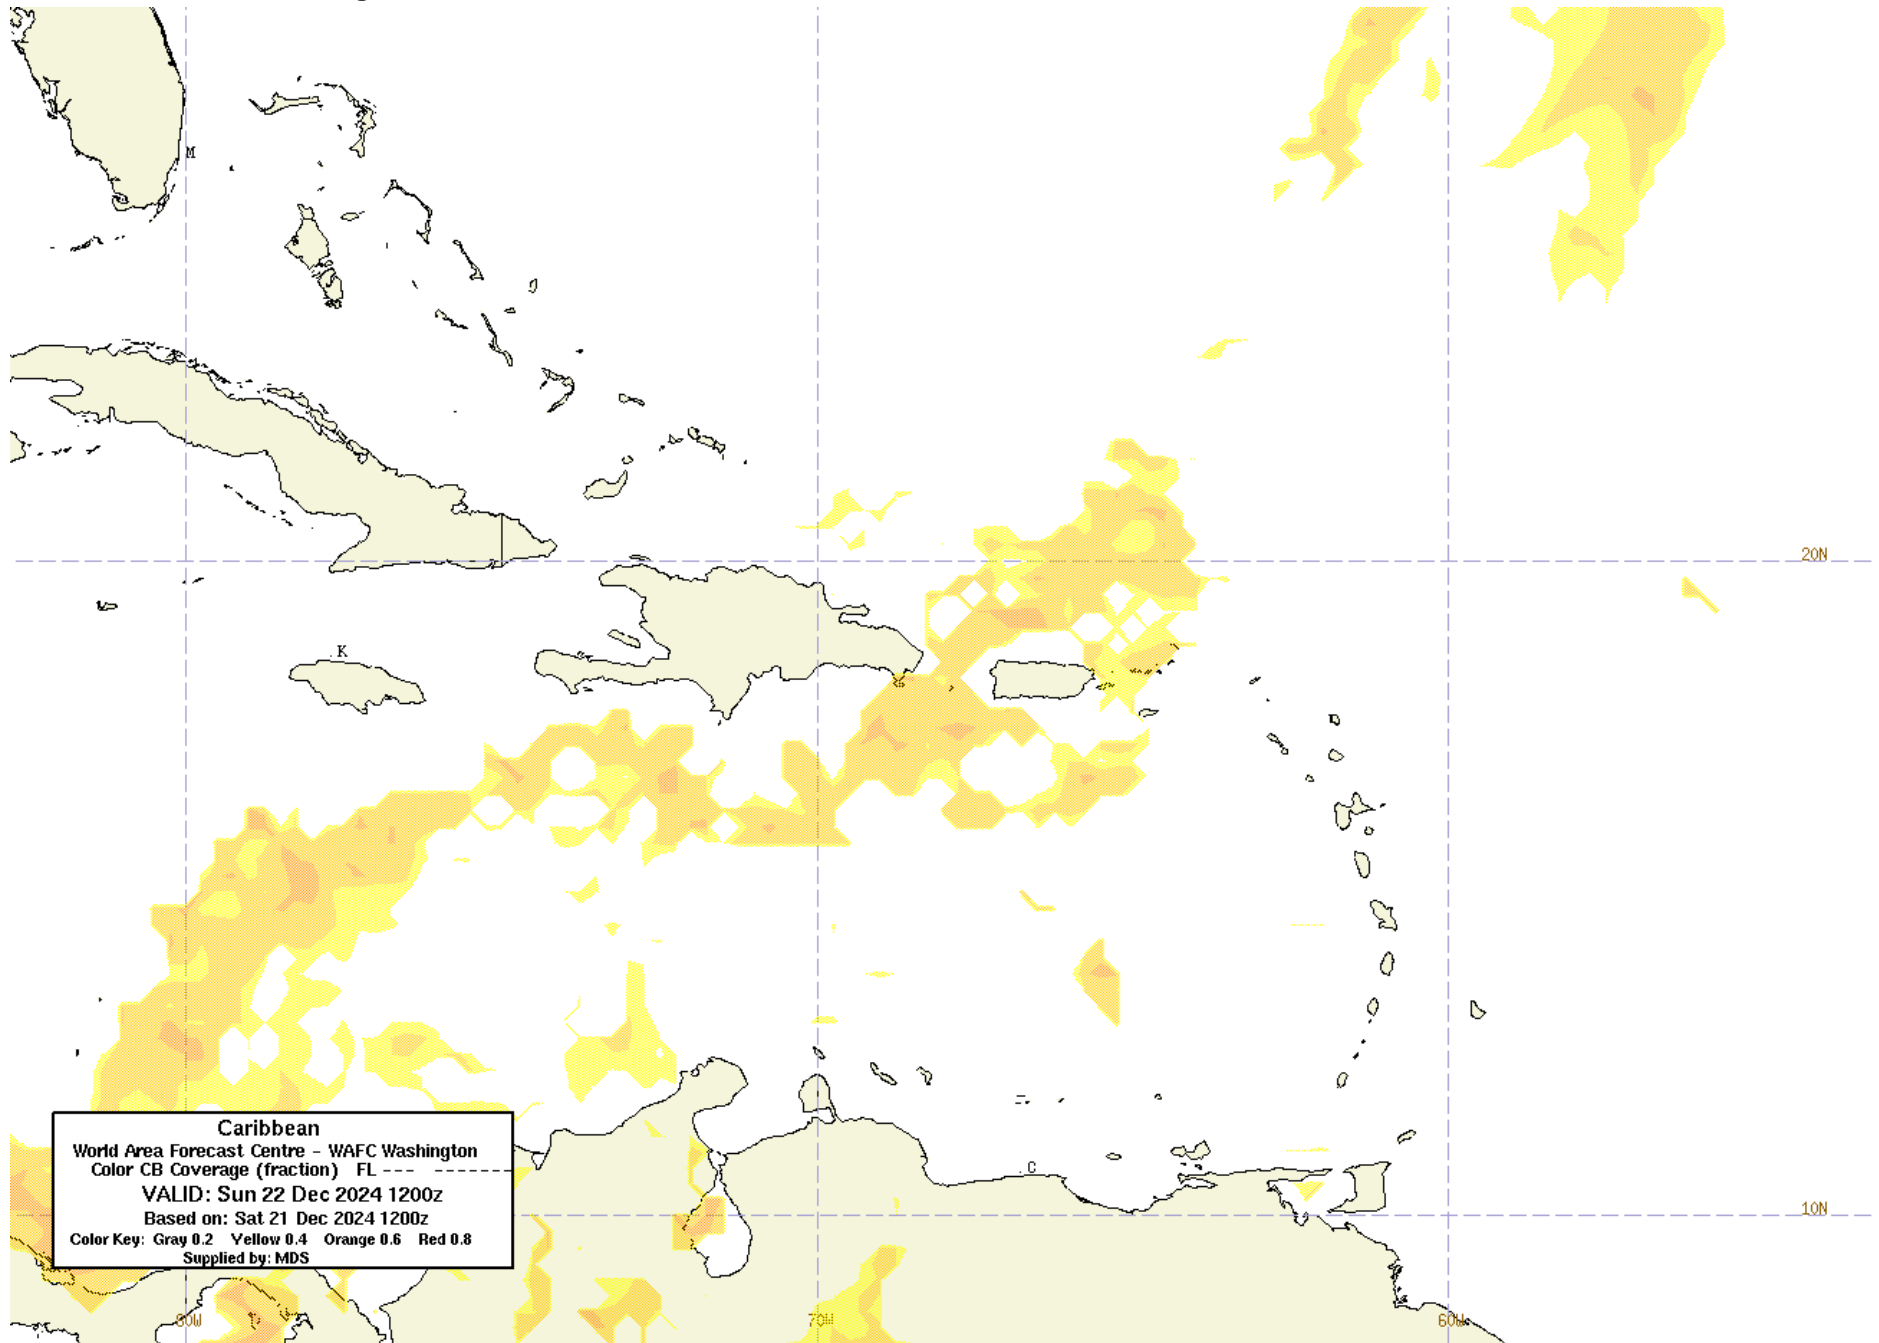 M
20N
K
Caribbean
World Area Forecast Centre - WAFC Washington
Color CB Coverage (fraction) FL ---
VALID: Sun 22 Dec 2024 1200z
Based on: Sat 21 Dec 2024 1200z
Color Key: Gray 0.2 Yellow 0.4 Orange 0.6 Red 0.8
Supplied by: MDS
C
10N
80W
70W
60W